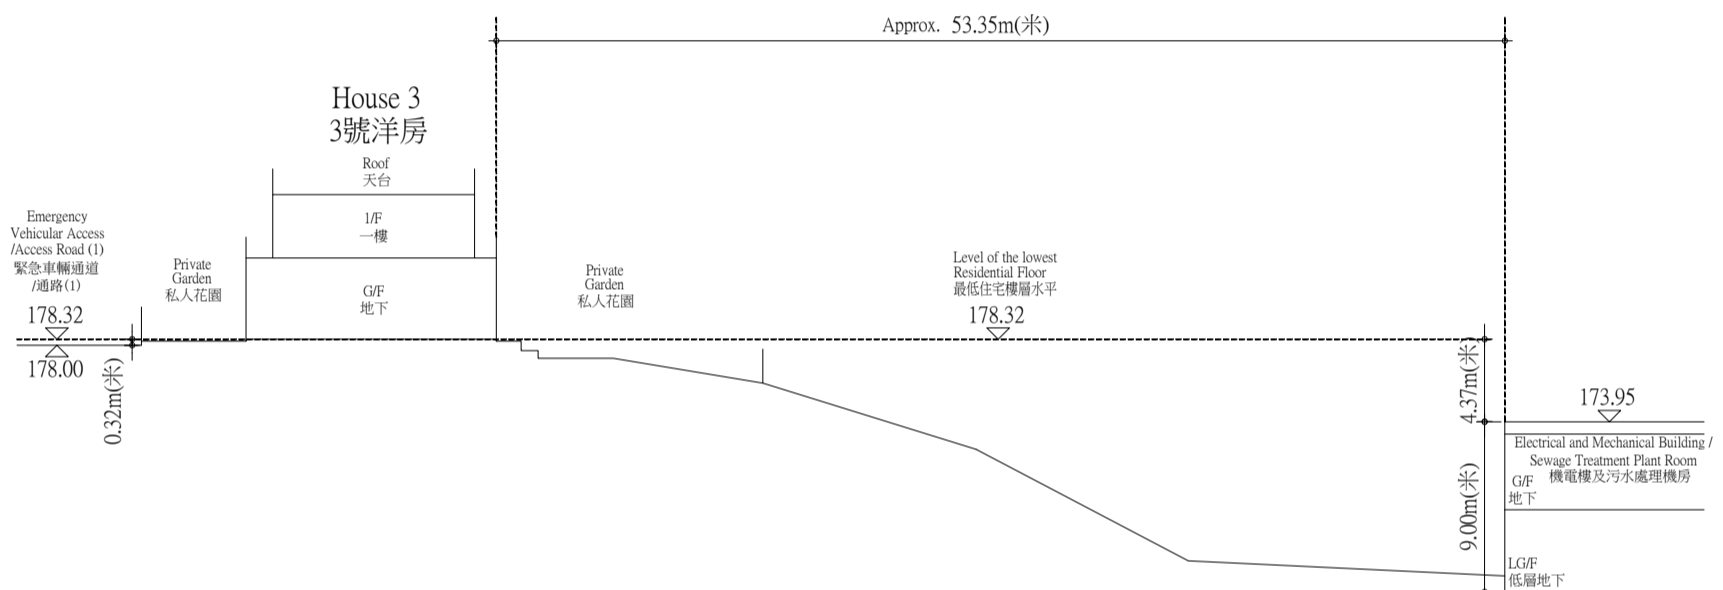 Approx. 53.35m(米)
House 3
3號洋房
Roof
天台
1/F
一樓
G/F
地下
Emergency
Vehicular Access
/Access Road (1)
緊急車輛通道
/通路(1)
178.32
178.00
0.32m(米)
Private
Garden
私人花園
Private
Garden
私人花園
Level of the lowest
Residential Floor
最低住宅樓層水平
178.32
4.37m(米)
9.00m(米)
173.95
Electrical and Mechanical Building /
Sewage Treatment Plant Room
機電樓及污水處理機房
G/F
地下
LG/F
低層地下